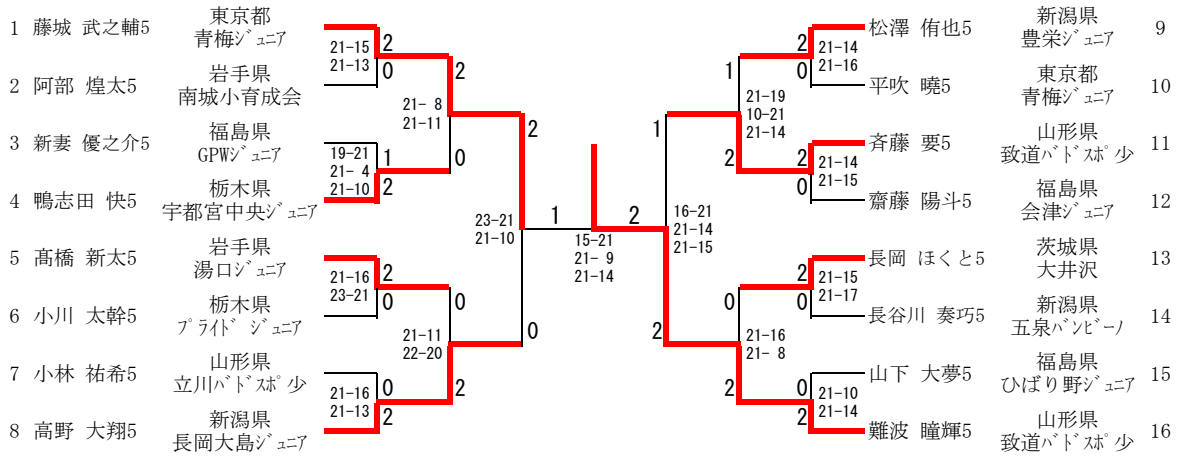 1 藤城 武之輔5 東京都
青梅ジュニア
2 阿部 煌太5 岩手県
南城小育成会
3 新妻 優之介5 福島県
GPWジュニア
4 鴨志田 快5 栃木県
宇都宮中央ジュニア
5 髙橋 新太5 岩手県
湯口ジュニア
6 小川 太幹5 栃木県
プライド ジュニア
7 小林 祐希5 山形県
立川バドスポ少
8 高野 大翔5 新潟県
長岡大島ジュニア
21-15
21-13
2
0
19-21
21- 4
21-10
1
2
21-16
23-21
2
0
21-16
21-13
0
2
21- 8
21-11
2
0
21-11
22-20
0
2
23-21
21-10
2
0
1
15-21
21- 9
21-14
2
16-21
21-14
21-15
1
2
21-19
10-21
21-14
1
2
21-16
21- 8
0
2
2
0
21-14
21-16
2
0
21-14
21-15
2
0
21-15
21-17
0
2
21-10
21-14
松澤 侑也5 新潟県 9
豊栄ジュニア
平吹 曉5 東京都 10
青梅ジュニア
斉藤 要5 山形県 11
致道バドスポ少
齋藤 陽斗5 福島県 12
会津ジュニア
長岡 ほくと5 茨城県 13
大井沢
長谷川 奏巧5 新潟県 14
五泉バンビーノ
山下 大夢5 福島県 15
ひばり野ジュニア
難波 瞳輝5 山形県 16
致道バドスポ少